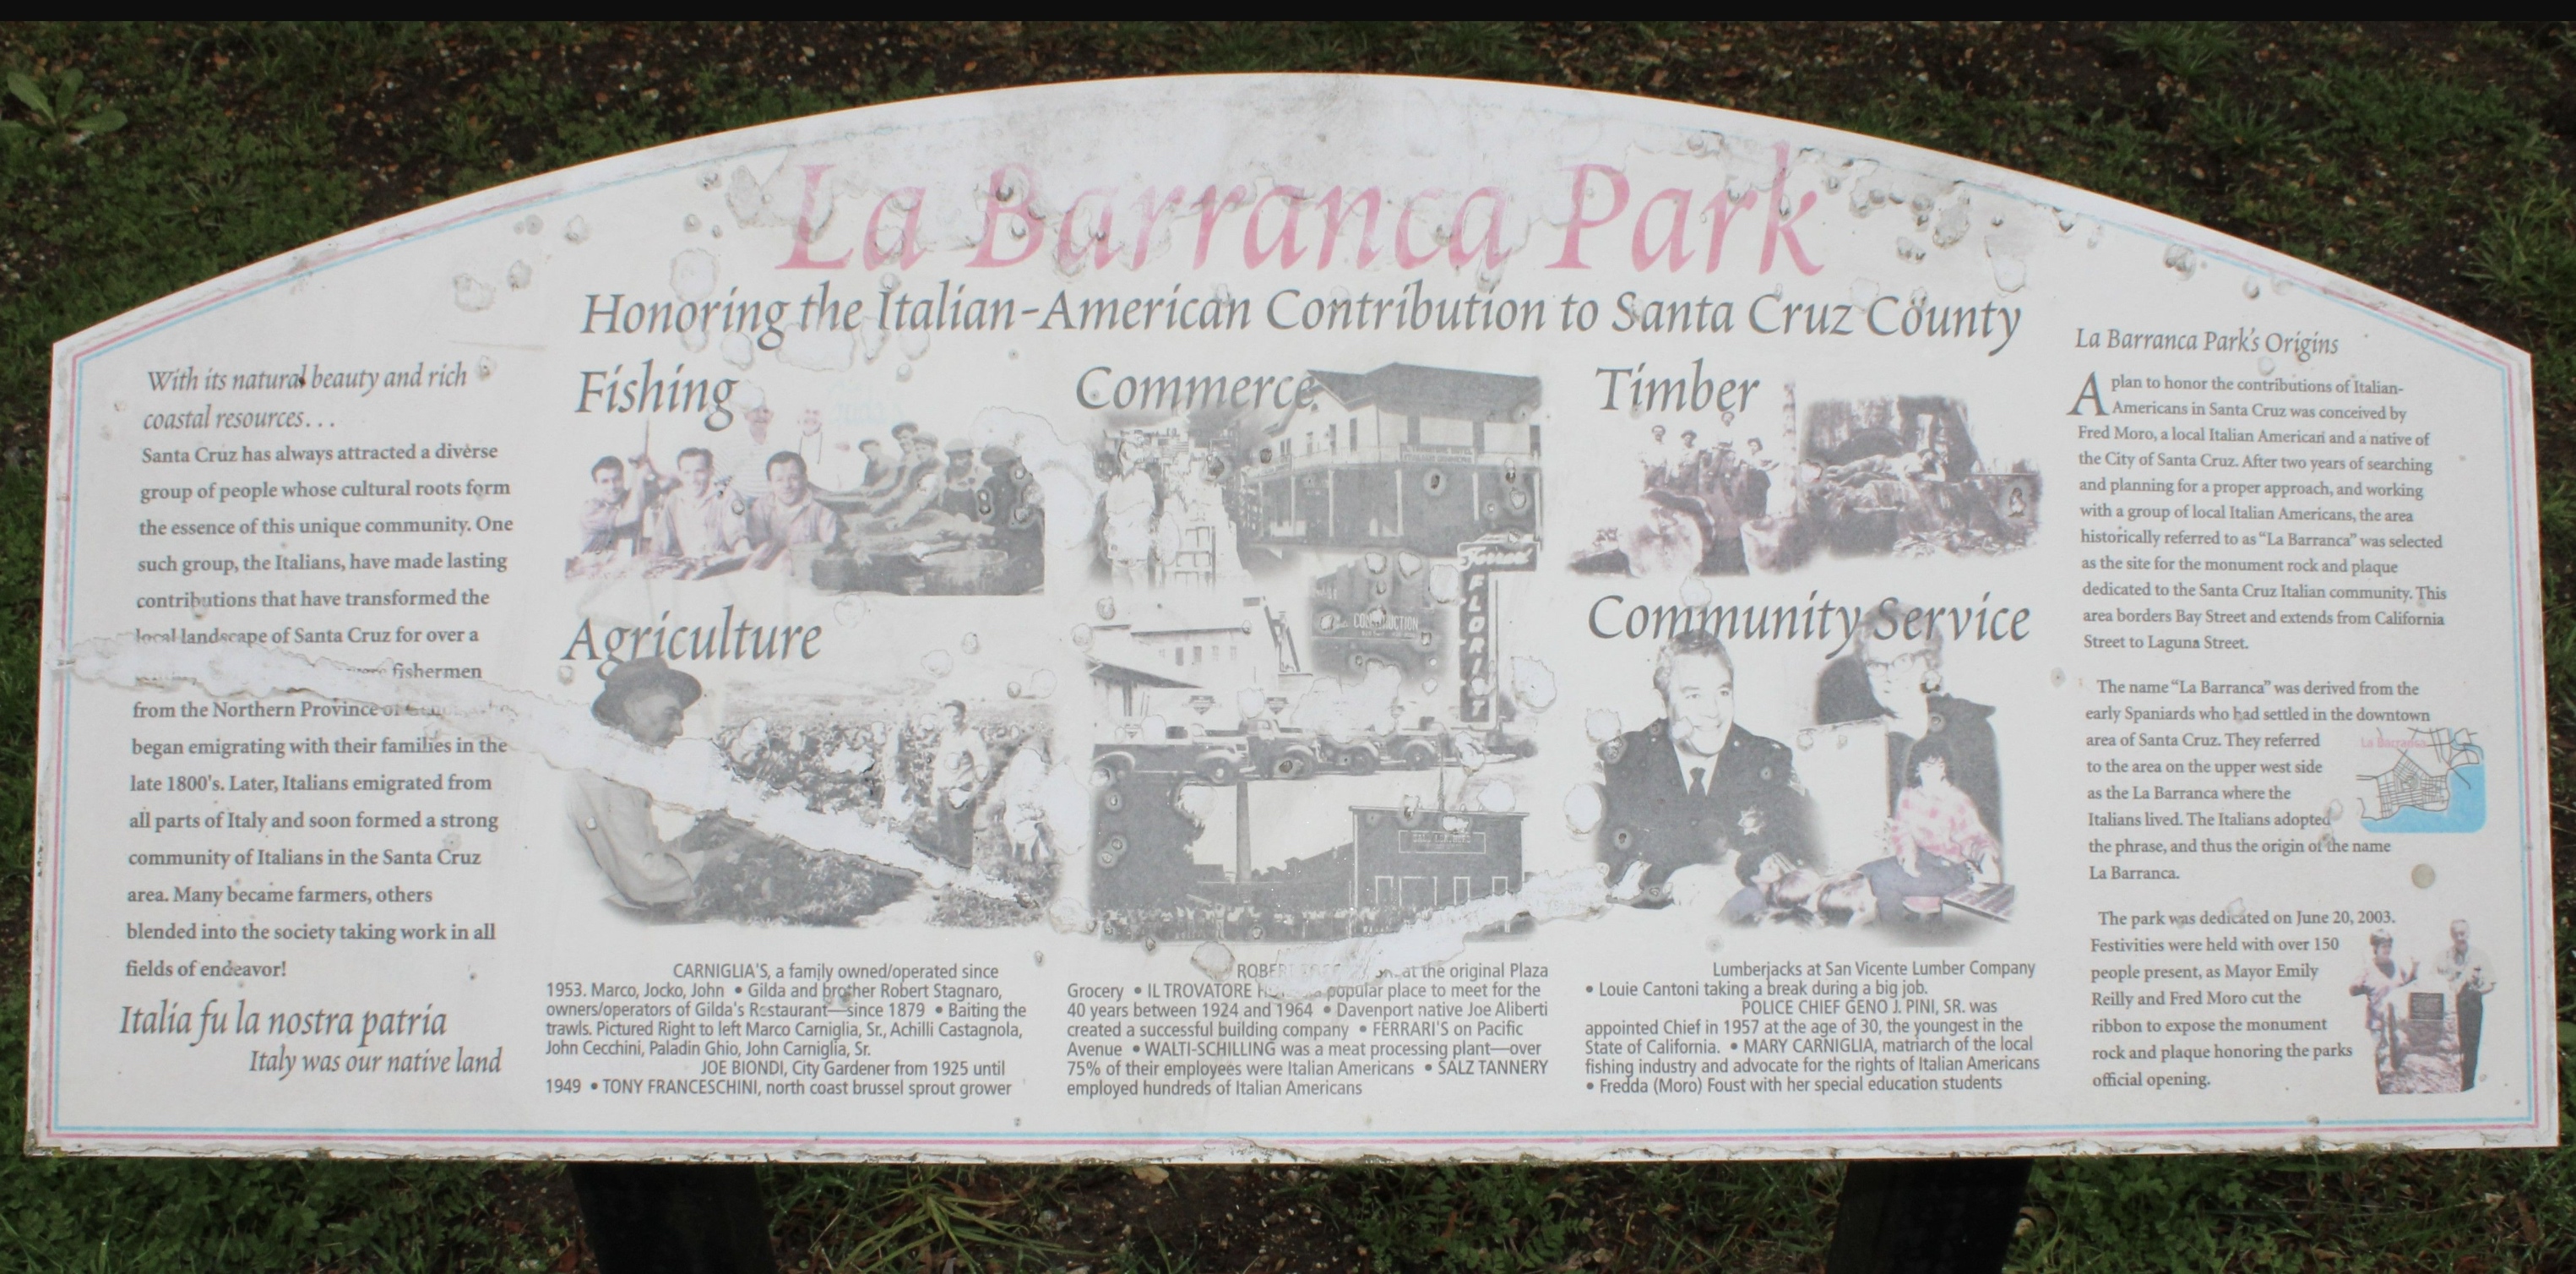 La Barranca Park
Honoring the Italian-American Contribution to Santa Cruz County
With its natural beauty and rich
coastal resources...
Santa Cruz has always attracted a diverse
group of people whose cultural roots form
the essence of this unique community. One
such group, the Italians, have made lasting
contributions that have transformed the
local landscape of Santa Cruz for over a
fishermen
from the Northern Province of
began emigrating with their families in the
late 1800's. Later, Italians emigrated from
all parts of Italy and soon formed a strong
community of Italians in the Santa Cruz
area. Many became farmers, others
blended into the society taking work in all
fields of endeavor!
Italia fu la nostra patria
Italy was our native land
Fishing
Agriculture
CARNIGLIA'S, a family owned/operated since
1953. Marco, Jocko, John • Gilda and brother Robert Stagnaro,
owners/operators of Gilda's Restaurant—since 1879 • Baiting the
trawls. Pictured Right to left Marco Carniglia, Sr., Achilli Castagnola,
John Cecchini, Paladin Ghio, John Carniglia, Sr.
JOE BIONDI, City Gardener from 1925 until
1949 • TONY FRANCESCHINI, north coast brussel sprout grower
Commerce
CONSTRUCTION
Ferrari
FLORIST
ROBERT at the original Plaza
Grocery • IL TROVATORE popular place to meet for the
40 years between 1924 and 1964 • Davenport native Joe Aliberti
created a successful building company • FERRARI'S on Pacific
Avenue • WALTI-SCHILLING was a meat processing plant—over
75% of their employees were Italian Americans • SALZ TANNERY
employed hundreds of Italian Americans
Timber
Community Service
Lumberjacks at San Vicente Lumber Company
• Louie Cantoni taking a break during a big job.
POLICE CHIEF GENO J. PINI, SR. was
appointed Chief in 1957 at the age of 30, the youngest in the
State of California. • MARY CARNIGLIA, matriarch of the local
fishing industry and advocate for the rights of Italian Americans
• Fredda (Moro) Foust with her special education students
La Barranca Park's Origins
A plan to honor the contributions of Italian-
Americans in Santa Cruz was conceived by
Fred Moro, a local Italian American and a native of
the City of Santa Cruz. After two years of searching
and planning for a proper approach, and working
with a group of local Italian Americans, the area
historically referred to as "La Barranca" was selected
as the site for the monument rock and plaque
dedicated to the Santa Cruz Italian community. This
area borders Bay Street and extends from California
Street to Laguna Street.
The name "La Barranca" was derived from the
early Spaniards who had settled in the downtown
area of Santa Cruz. They referred
to the area on the upper west side
as the La Barranca where the
Italians lived. The Italians adopted
the phrase, and thus the origin of the name
La Barranca.
La Barranca
The park was dedicated on June 20, 2003.
Festivities were held with over 150
people present, as Mayor Emily
Reilly and Fred Moro cut the
ribbon to expose the monument
rock and plaque honoring the parks
official opening.